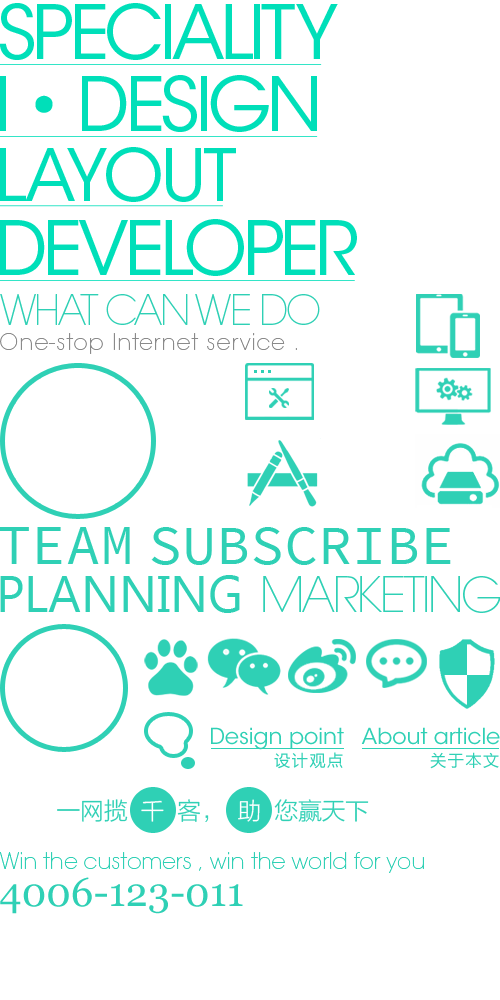 SPECIALITY
I • DESIGN
LAYOUT
DEVELOPER
WHAT CAN WE DO
One-stop Internet service .
TEAM SUBSCRIBE
PLANNING MARKETING
Design point About article
设计观点 关于本文
一网揽千客，助您赢天下
Win the customers , win the world for you
4006-123-011